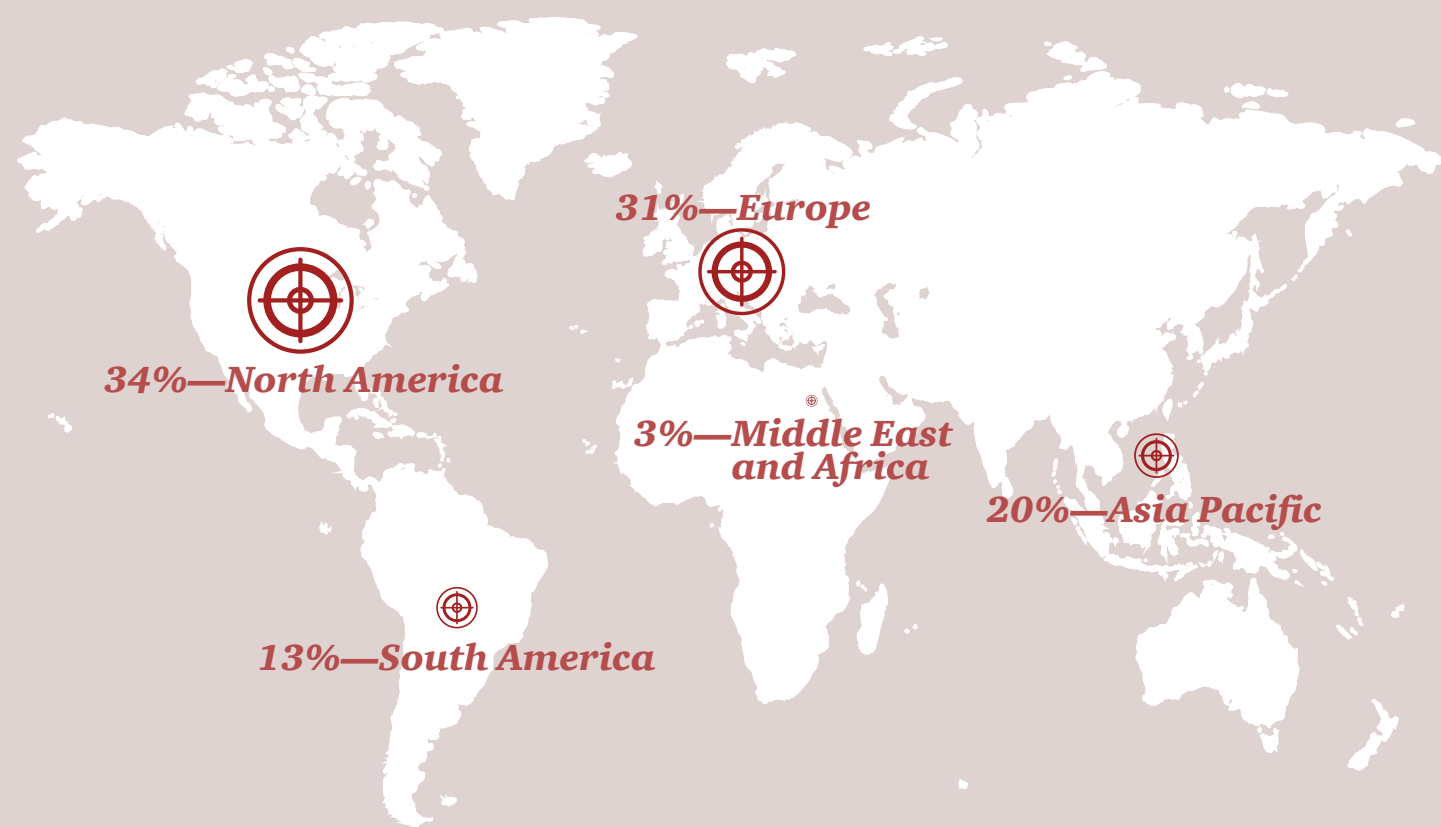 31%—Europe
34%—North America
3%—Middle East
and Africa
20%—Asia Pacific
13%—South America